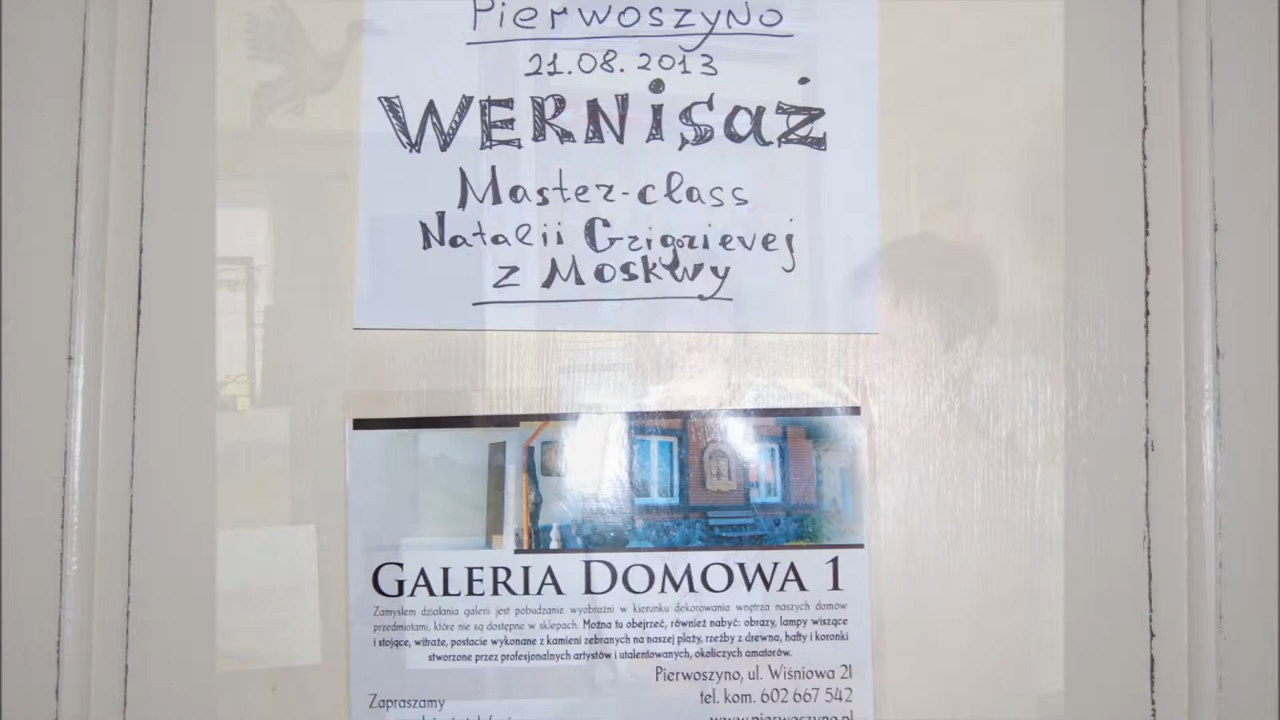 Pierwoszyno
21.08.2013
WERNiSaż
Master-class
Natalii Grigorievej
z Moskwy
GALERIA DOMOWA 1
Zamysłem działania galerii jest pobudzanie wyobraźni w kierunku dekorowania wnętrza naszych domów
przedmiotami, które nie są dostępne w sklepach. Można tu obejrzeć, również nabyć: obrazy, lampy wiszące
i stojące, witraże, postacie wykonane z kamieni zebranych na naszej plaży, rzeźby z drewna, hafty i koronki
stworzone przez profesjonalnych artystów i utalentowanych, okolicznych amatorów.
Pierwoszyno, ul. Wiśniowa 21
tel. kom. 602 667 542
Zapraszamy
www.pierwoszyno.pl